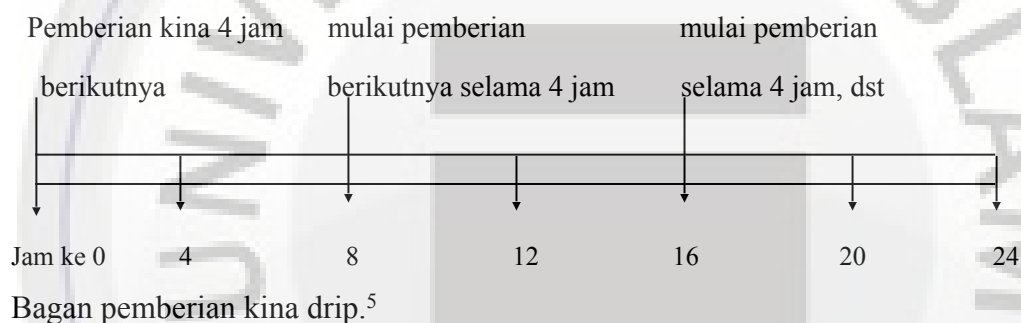 Pemberian kina 4 jam mulai pemberian mulai pemberian
berikutnya berikutnya selama 4 jam selama 4 jam, dst
Jam ke 0 4 8 12 16 20 24
Bagan pemberian kina drip.5